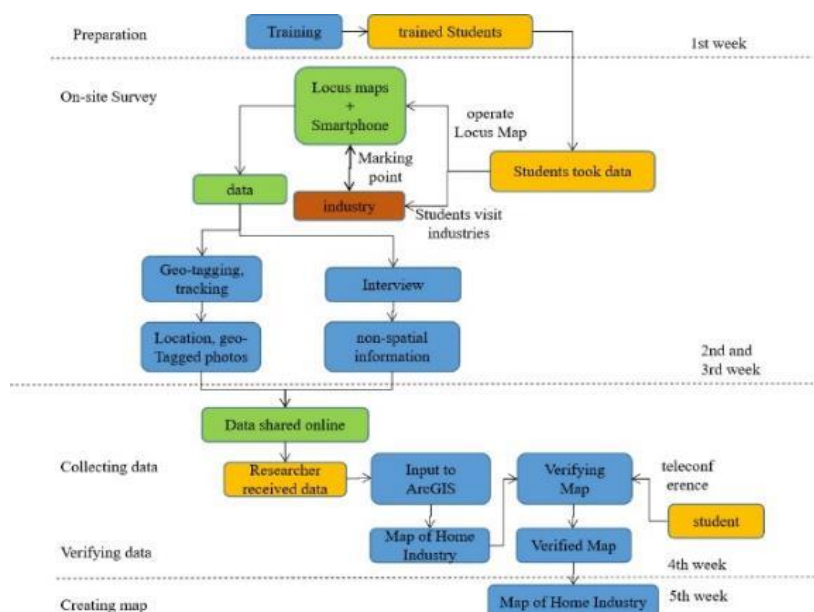 Preparation
Training
trained Students
1st week
On-site Survey
Locus maps
+
Smartphone
operate
Locus Map
Marking
point
Students took data
data
industry
Students visit
industries
Geo-tagging,
tracking
Interview
Location, geo-
Tagged photos
non-spatial
information
2nd and
3rd week
Data shared online
Collecting data
Researcher
received data
Input to
ArcGIS
Verifying
Map
teleconf
erence
student
Map of Home
Industry
Verified Map
Verifying data
4th week
Creating map
Map of Home Industry
5th week